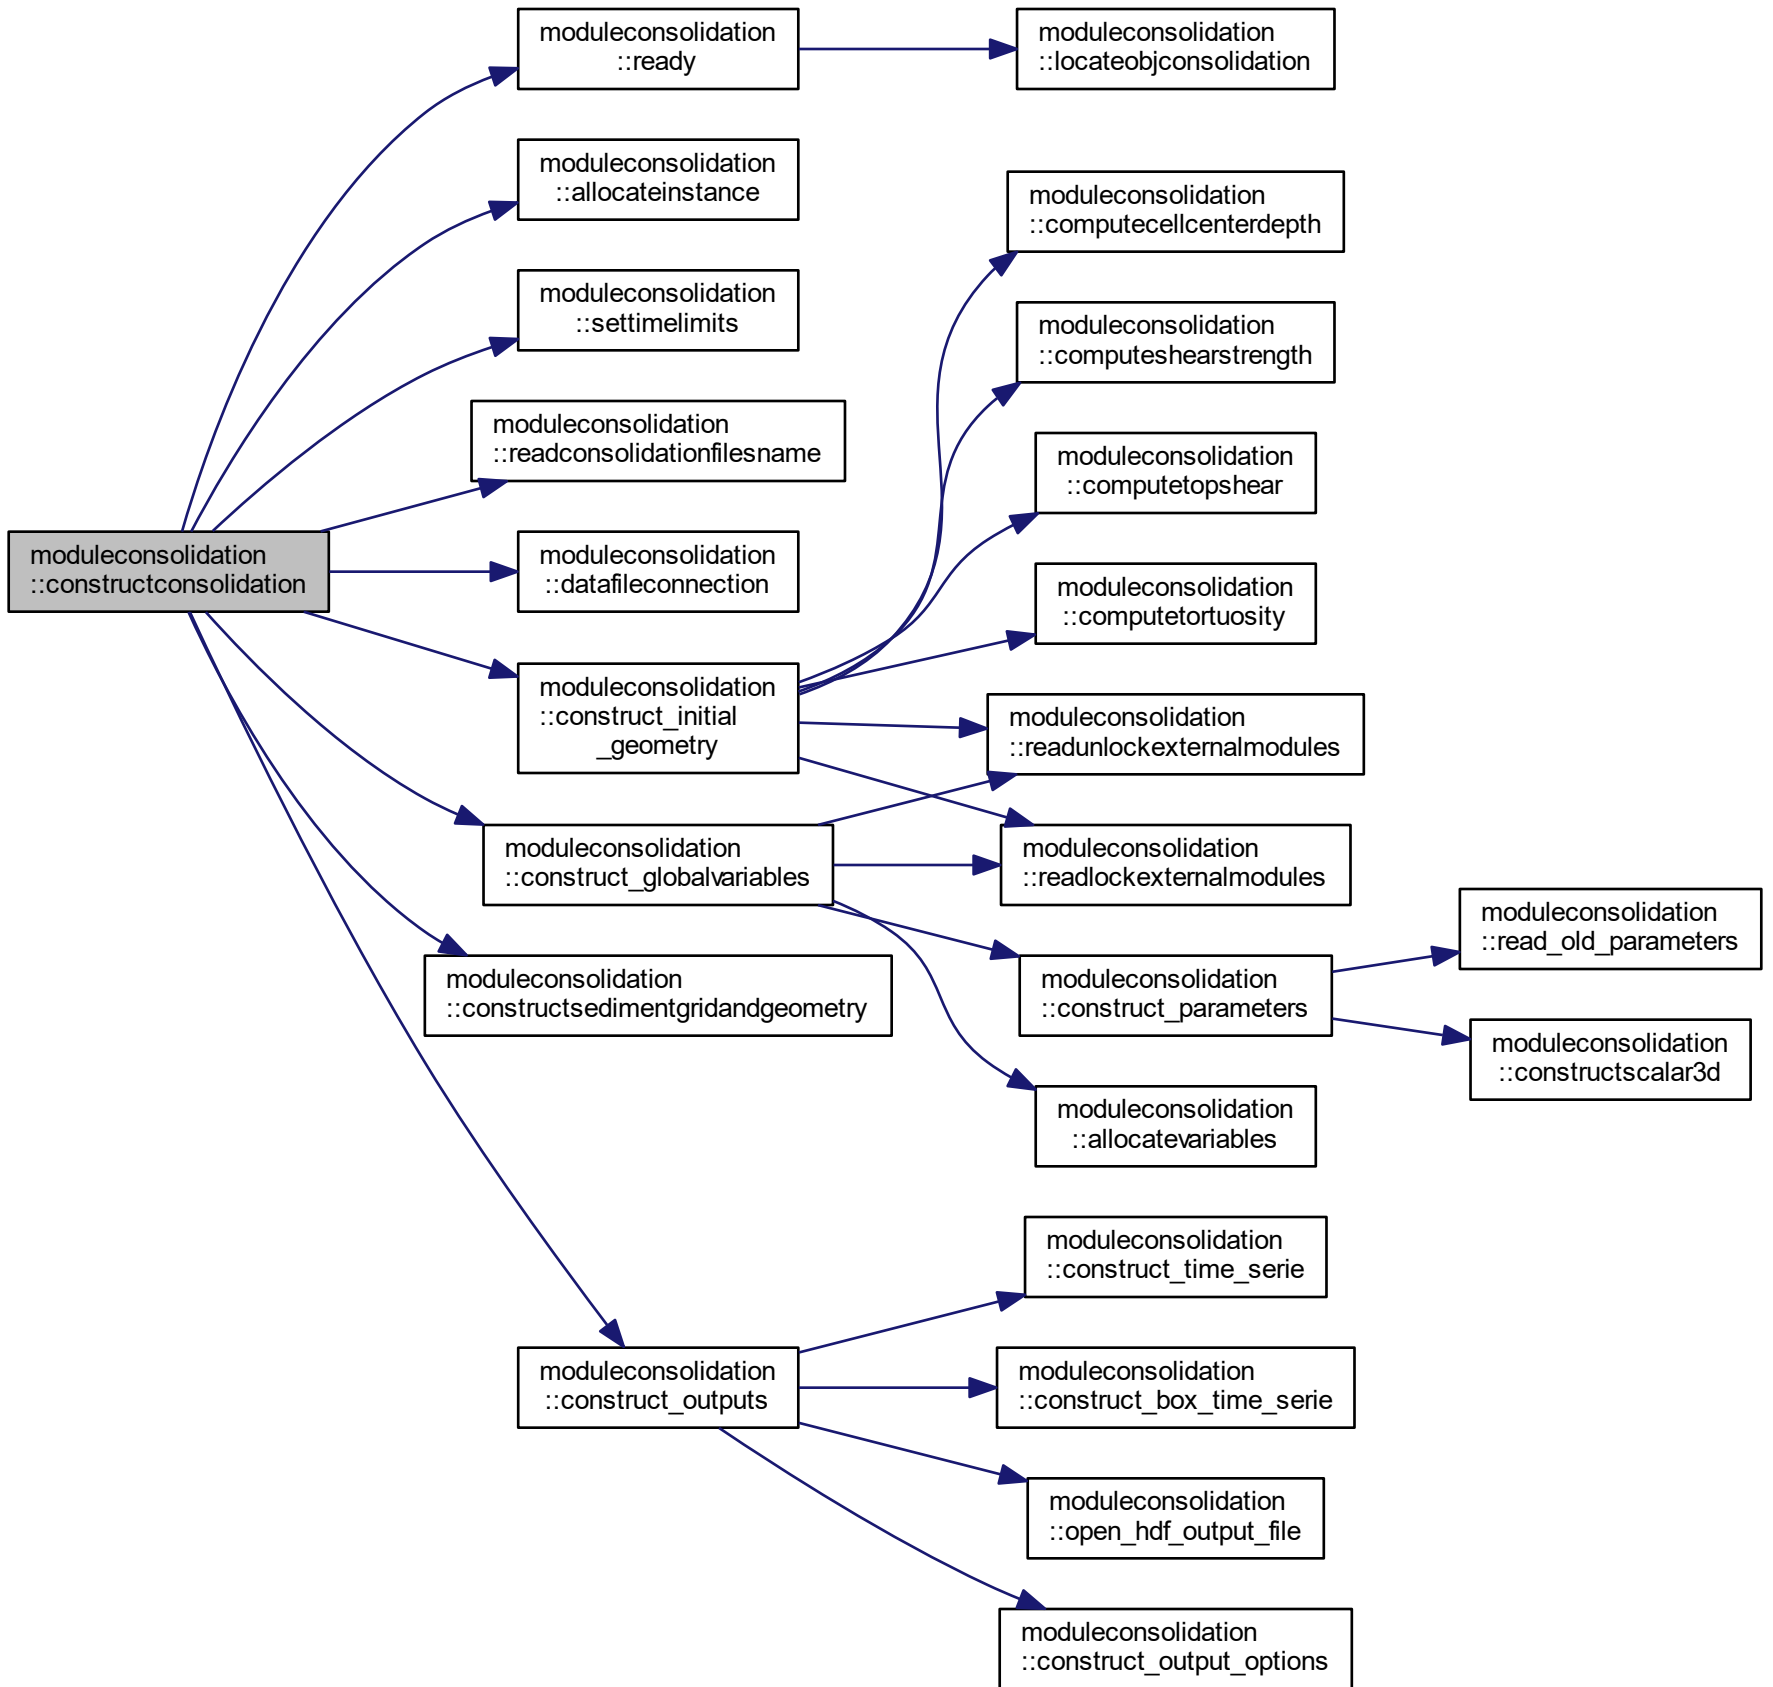 moduleconsolidation
::constructconsolidation
moduleconsolidation
::ready
moduleconsolidation
::locateobjconsolidation
moduleconsolidation
::allocateinstance
moduleconsolidation
::settimelimits
moduleconsolidation
::readconsolidationfilesname
moduleconsolidation
::datafileconnection
moduleconsolidation
::construct_initial
_geometry
moduleconsolidation
::computecellcenterdepth
moduleconsolidation
::computeshearstrength
moduleconsolidation
::computetopshear
moduleconsolidation
::computetortuosity
moduleconsolidation
::readunlockexternalmodules
moduleconsolidation
::readlockexternalmodules
moduleconsolidation
::construct_globalvariables
moduleconsolidation
::construct_parameters
moduleconsolidation
::read_old_parameters
moduleconsolidation
::constructscalar3d
moduleconsolidation
::allocatevariables
moduleconsolidation
::constructsedimentgridandgeometry
moduleconsolidation
::construct_outputs
moduleconsolidation
::construct_time_serie
moduleconsolidation
::construct_box_time_serie
moduleconsolidation
::open_hdf_output_file
moduleconsolidation
::construct_output_options